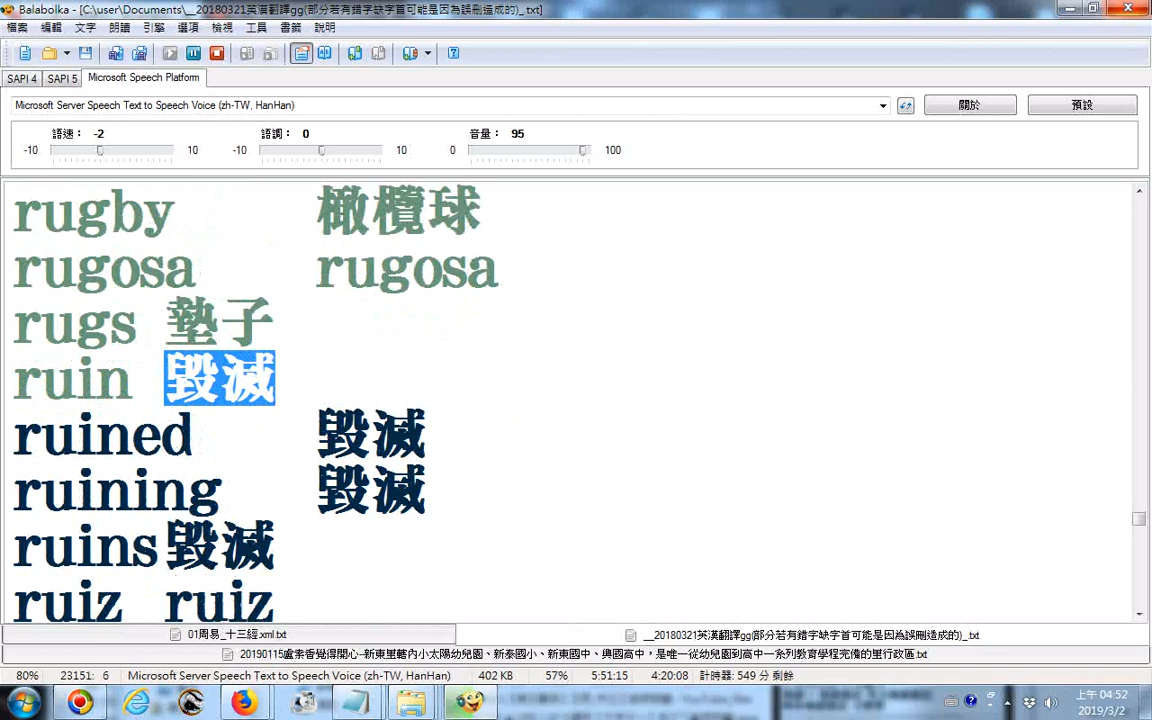 Balabolka - [C:\user\Documents\__20180321英漢翻譯gg(部分若有錯字缺字首可能是因為誤刪造成的)_.txt]
檔案 編輯 文字 朗讀 引擎 選項 檢視 工具 書籤 說明
SAPI 4 SAPI 5 Microsoft Speech Platform
Microsoft Server Speech Text to Speech Voice (zh-TW, HanHan) 關於 預設
語速： -2 語調： 0 音量： 95
-10 10 -10 10 0 100
rugby 橄欖球
rugosa rugosa
rugs 墊子
ruin 毀滅
ruined 毀滅
ruining 毀滅
ruins 毀滅
ruiz ruiz
01周易_十三經.xml.txt __20180321英漢翻譯gg(部分若有錯字缺字首可能是因為誤刪造成的)_.txt
20190115盧素香覺得開心-新東里轄內小太陽幼兒園、新泰國小、新東國中、興國高中，是唯一從幼兒園到高中一系列教育學程完備的里行政區.txt
80% 23151: 6 Microsoft Server Speech Text to Speech Voice (zh-TW, HanHan) 402 KB 57% 5:51:15 4:20:08 計時器: 549 分 剩餘
上午 04:52
2019/3/2